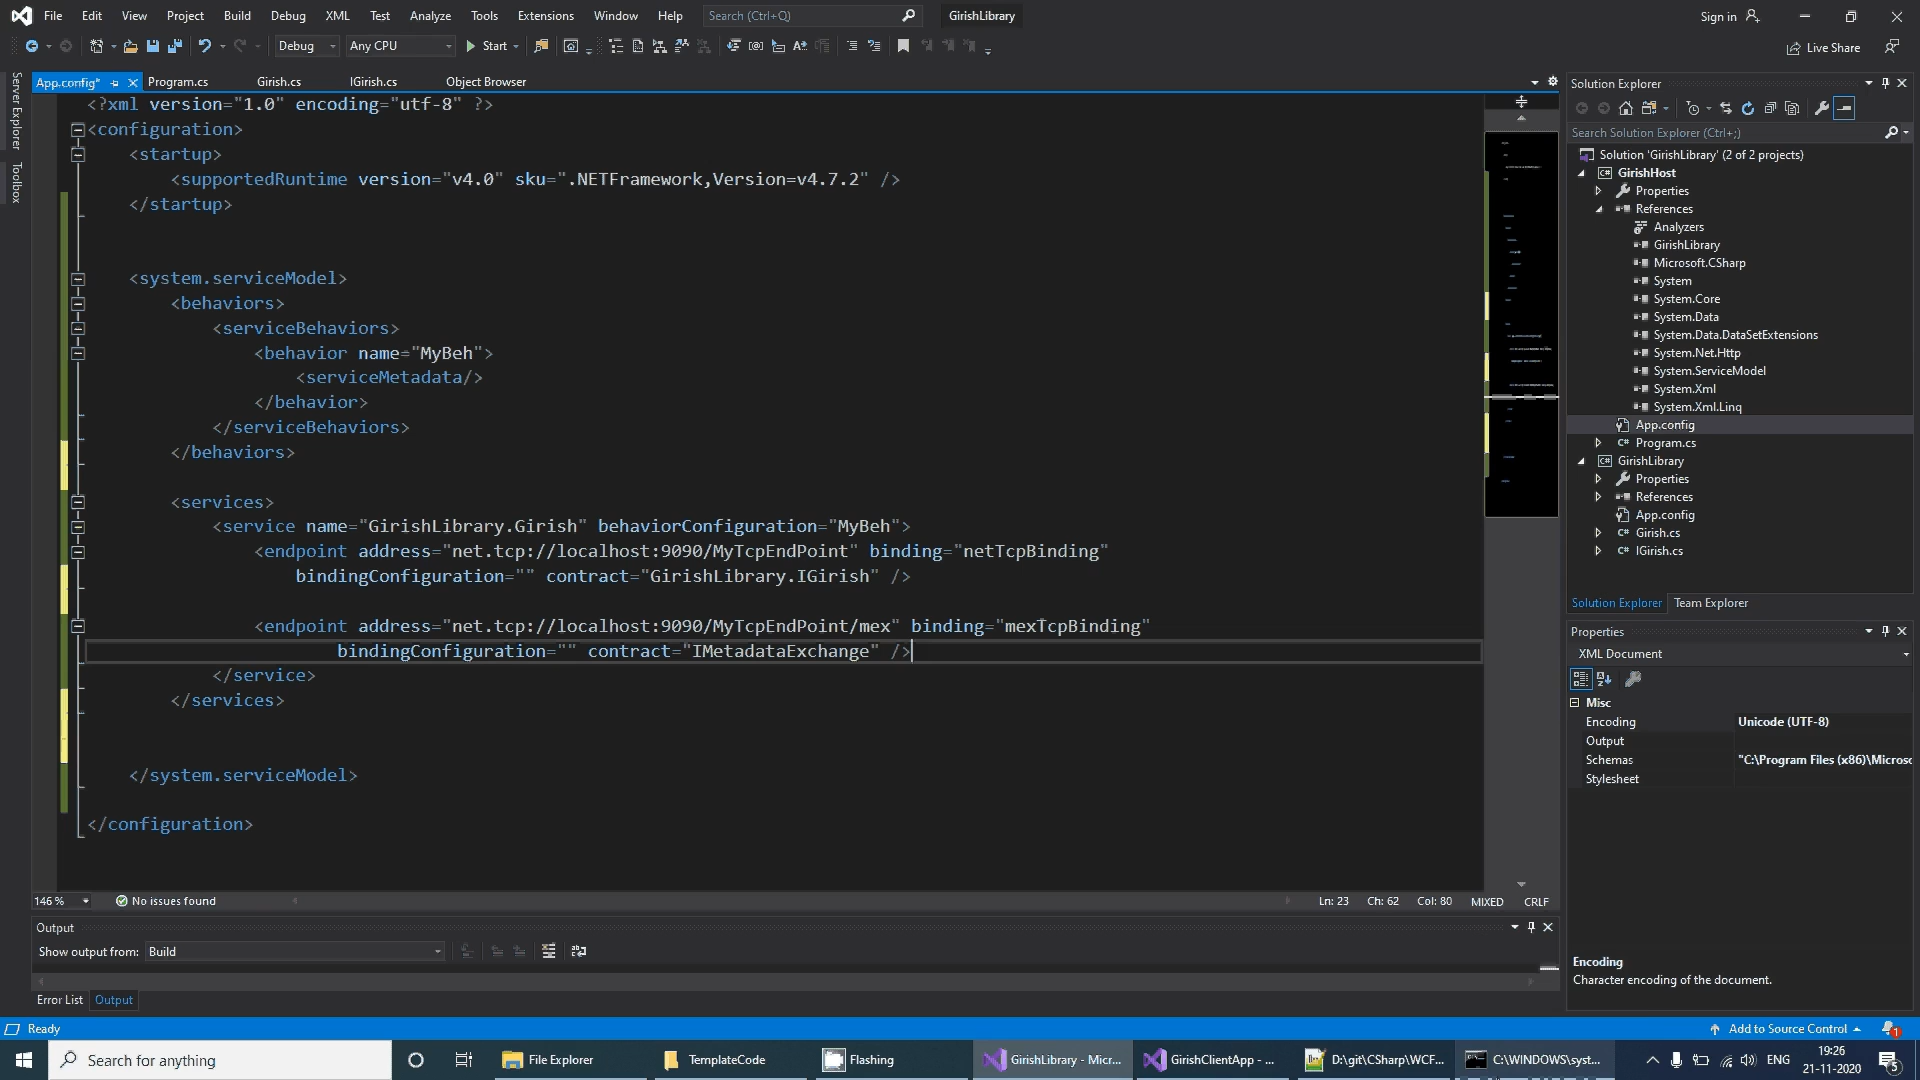 File Edit View Project Build Debug XML Test Analyze Tools Extensions Window Help Search (Ctrl+Q) GirishLibrary Sign in
Debug Any CPU Start Live Share
Server Explorer
Toolbox
App.config* Program.cs Girish.cs IGirish.cs Object Browser
<?xml version="1.0" encoding="utf-8" ?>
<configuration>
<startup>
<supportedRuntime version="v4.0" sku=".NETFramework,Version=v4.7.2" />
</startup>
<system.serviceModel>
<behaviors>
<serviceBehaviors>
<behavior name="MyBeh">
<serviceMetadata/>
</behavior>
</serviceBehaviors>
</behaviors>
<services>
<service name="GirishLibrary.Girish" behaviorConfiguration="MyBeh">
<endpoint address="net.tcp://localhost:9090/MyTcpEndPoint" binding="netTcpBinding"
bindingConfiguration="" contract="GirishLibrary.IGirish" />
<endpoint address="net.tcp://localhost:9090/MyTcpEndPoint/mex" binding="mexTcpBinding"
bindingConfiguration="" contract="IMetadataExchange" />
</service>
</services>
</system.serviceModel>
</configuration>
146 % No issues found Ln: 23 Ch: 62 Col: 80 MIXED CRLF
Output
Show output from: Build
Error List Output
Solution Explorer
Search Solution Explorer (Ctrl+;)
Solution 'GirishLibrary' (2 of 2 projects)
GirishHost
Properties
References
Analyzers
GirishLibrary
Microsoft.CSharp
System
System.Core
System.Data
System.Data.DataSetExtensions
System.Net.Http
System.ServiceModel
System.Xml
System.Xml.Linq
App.config
C# Program.cs
GirishLibrary
Properties
References
App.config
C# Girish.cs
C# IGirish.cs
Solution Explorer Team Explorer
Properties
XML Document
Misc
Encoding Unicode (UTF-8)
Output
Schemas "C:\Program Files (x86)\Microsc
Stylesheet
Encoding
Character encoding of the document.
Ready Add to Source Control 1
Search for anything File Explorer TemplateCode Flashing GirishLibrary - Micr... GirishClientApp - ... D:\git\CSharp\WCF... C:\WINDOWS\syst... ENG 19:26
21-11-2020 5